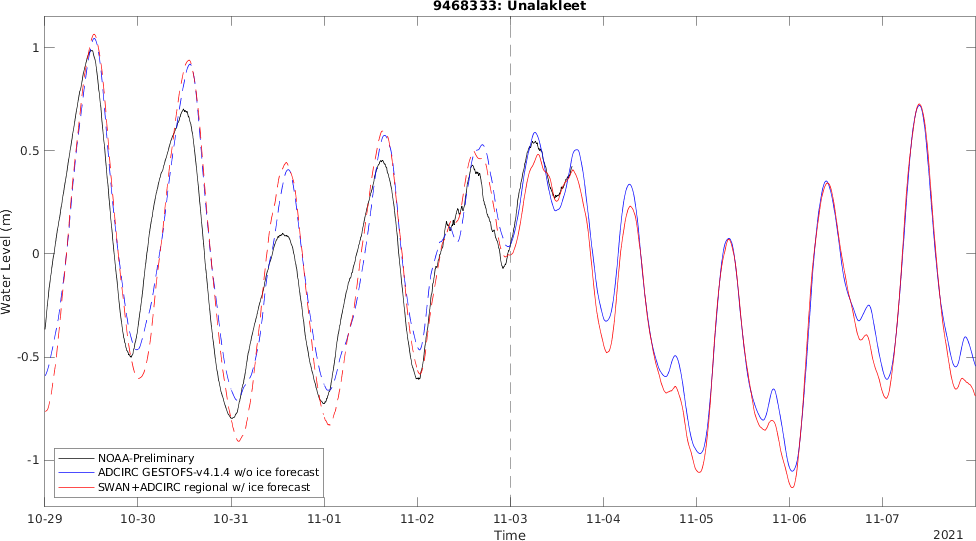 9468333: Unalakleet
Water Level (m)
1
0.5
0
-0.5
-1
NOAA-Preliminary
ADCIRC GESTOFS-v4.1.4 w/o ice forecast
SWAN+ADCIRC regional w/ ice forecast
10-29 10-30 10-31 11-01 11-02 11-03 11-04 11-05 11-06 11-07
Time
2021